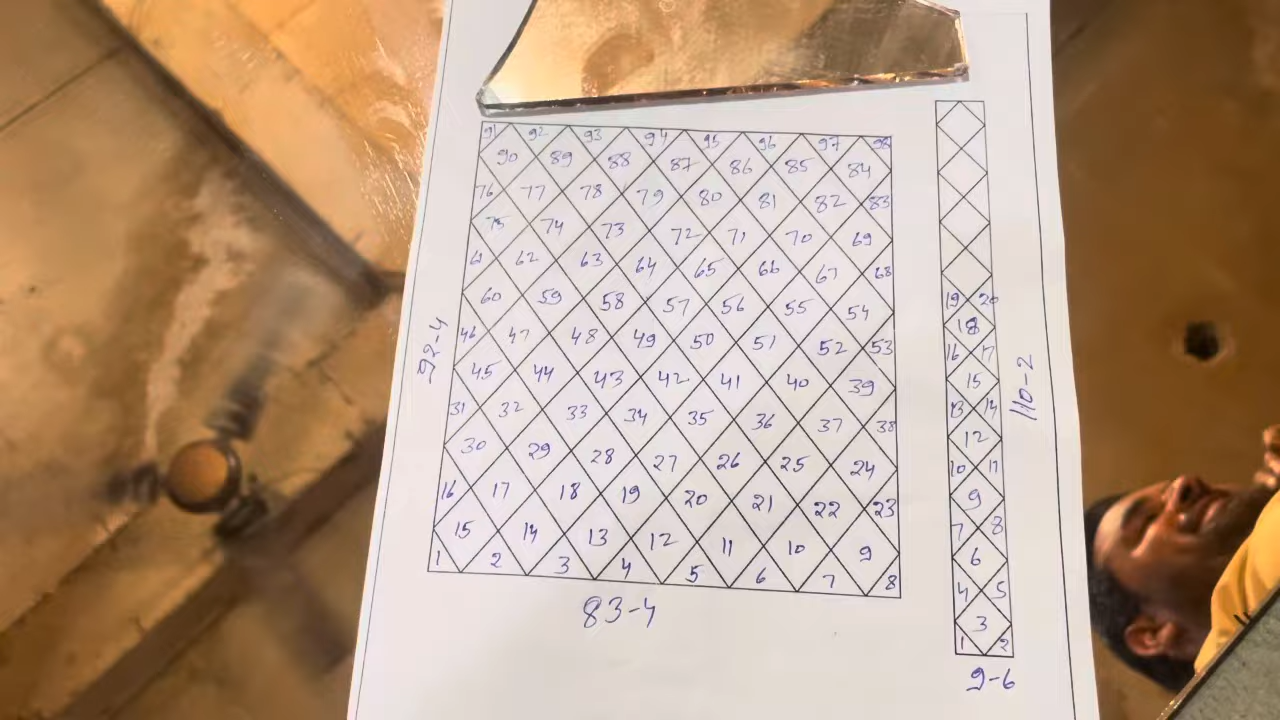 91 92 93 94 95 96 97 98
90 89 88 87 86 85 84
76 77 78 79 80 81 82 83
75 74 73 72 71 70 69
61 62 63 64 65 66 67 68
60 59 58 57 56 55 54
46 47 48 49 50 51 52 53
45 44 43 42 41 40 39
31 32 33 34 35 36 37 38
30 29 28 27 26 25 24
16 17 18 19 20 21 22 23
15 14 13 12 11 10 9
1 2 3 4 5 6 7 8
92-4
83-4
19 20
18
16 17
15
13 14
12
10 11
9
7 8
6
4 5
3
1 2
110-2
9-6